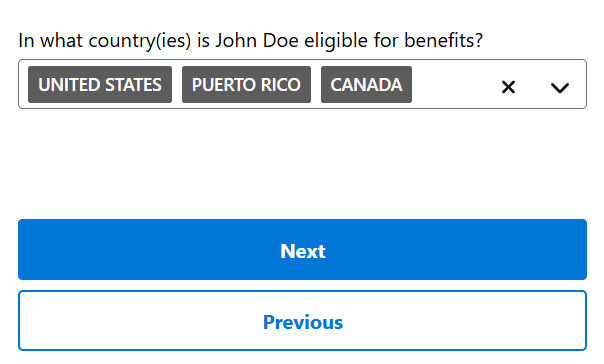 In what country(ies) is John Doe eligible for benefits?
UNITED STATES PUERTO RICO CANADA
Next
Previous